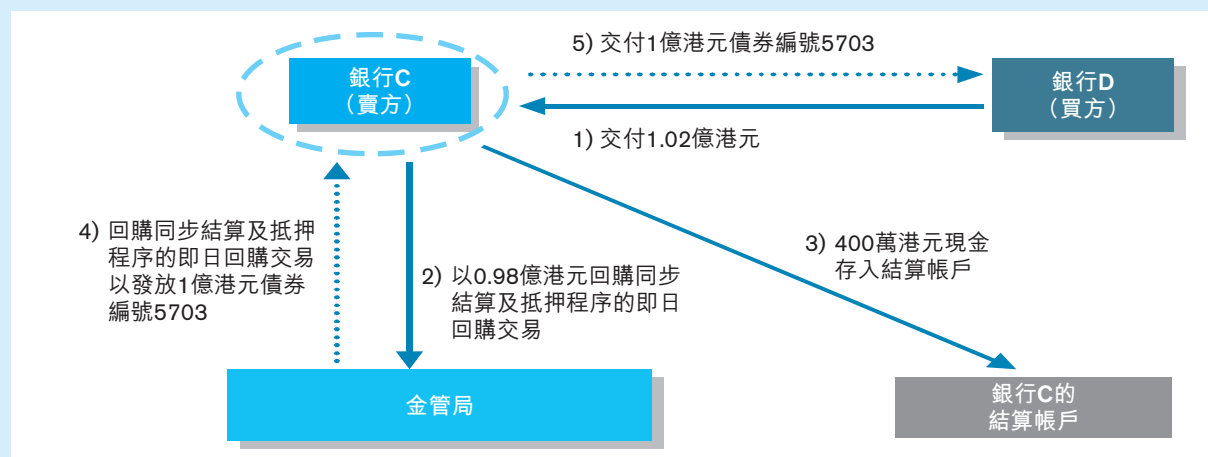 5) 交付1億港元債券編號5703
銀行C
（賣方）
銀行D
（買方）
1) 交付1.02億港元
4) 回購同步結算及抵押
程序的即日回購交易
以發放1億港元債券
編號5703
2) 以0.98億港元回購同步
結算及抵押程序的即日
回購交易
3) 400萬港元現金
存入結算帳戶
金管局
銀行C的
結算帳戶